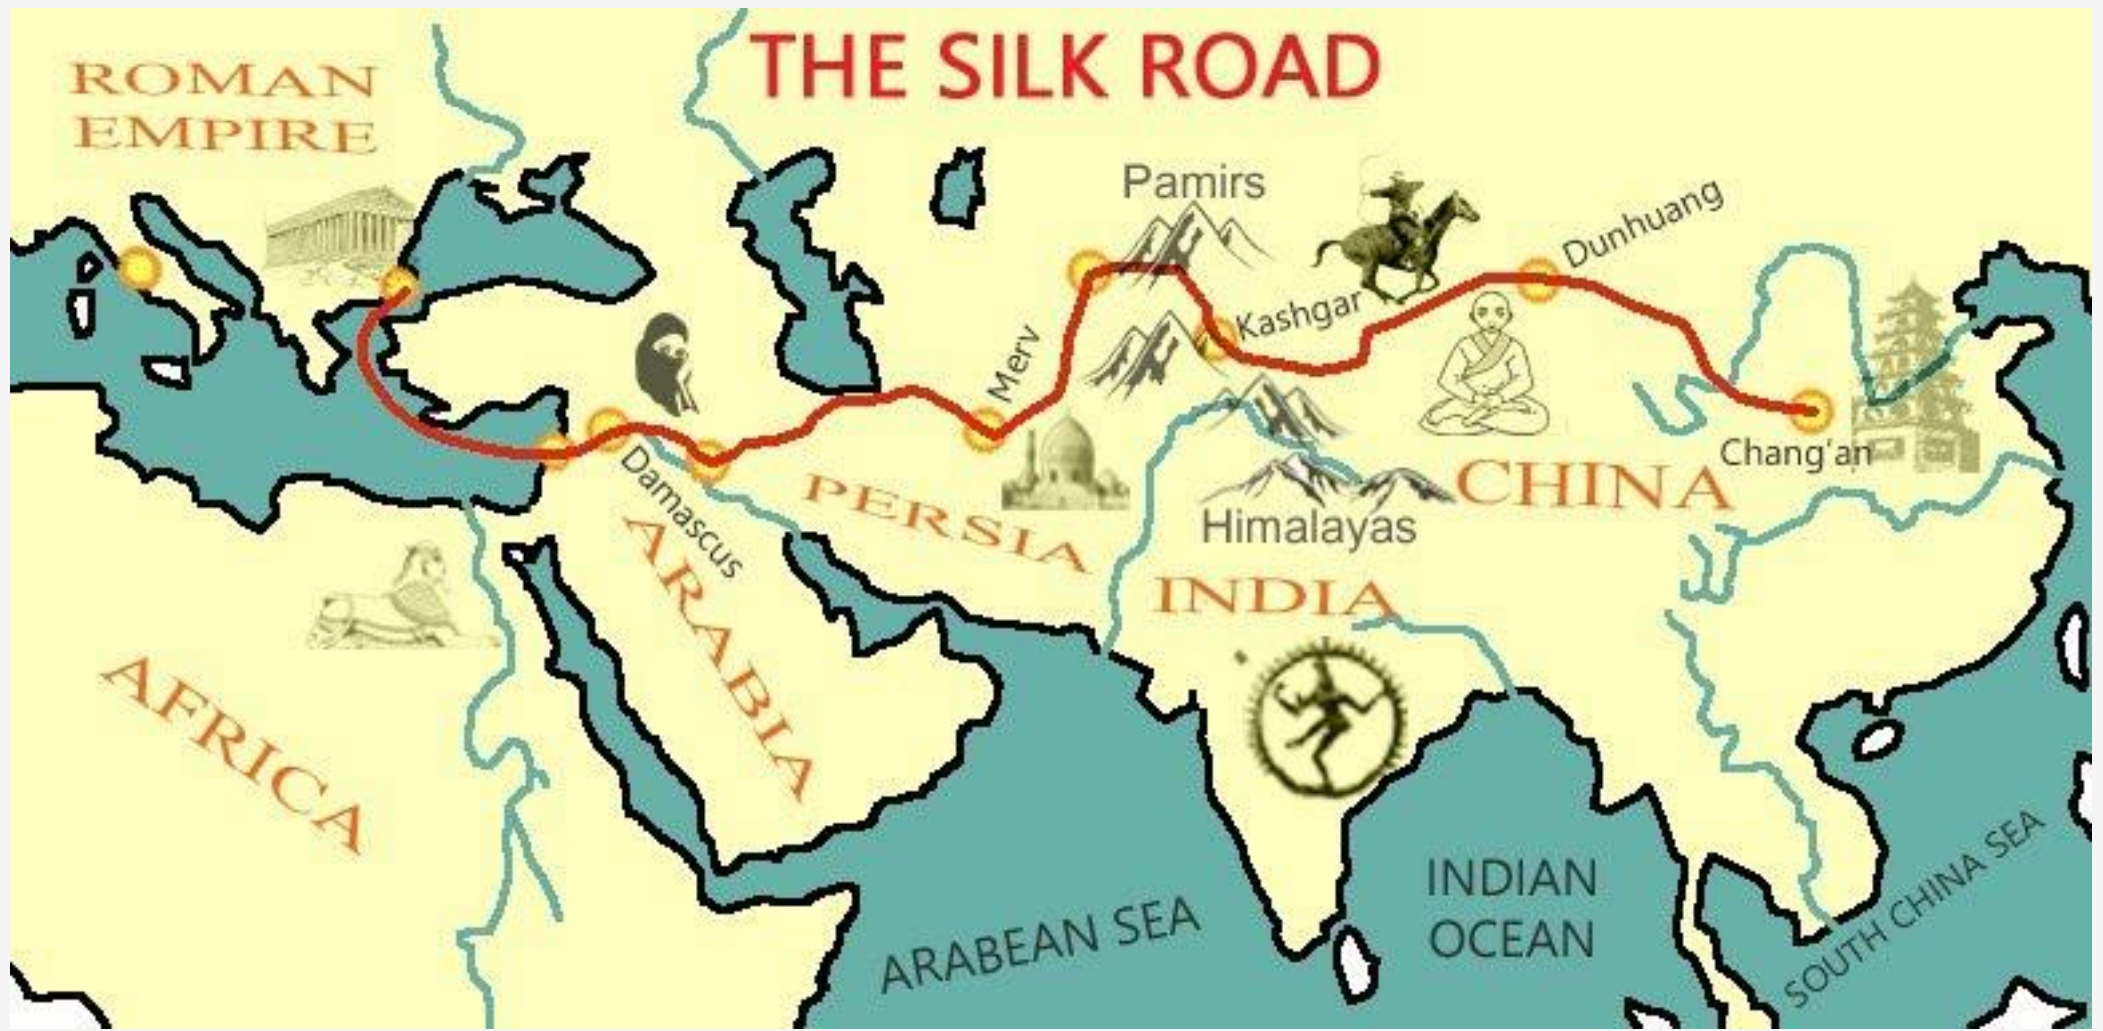 THE SILK ROAD
ROMAN
EMPIRE
Pamirs
Dunhuang
Kashgar
Merv
Chang'an
Damascus
PERSIA
CHINA
Himalayas
ARABIA
INDIA
AFRICA
INDIAN
OCEAN
ARABEAN SEA
SOUTH CHINA SEA